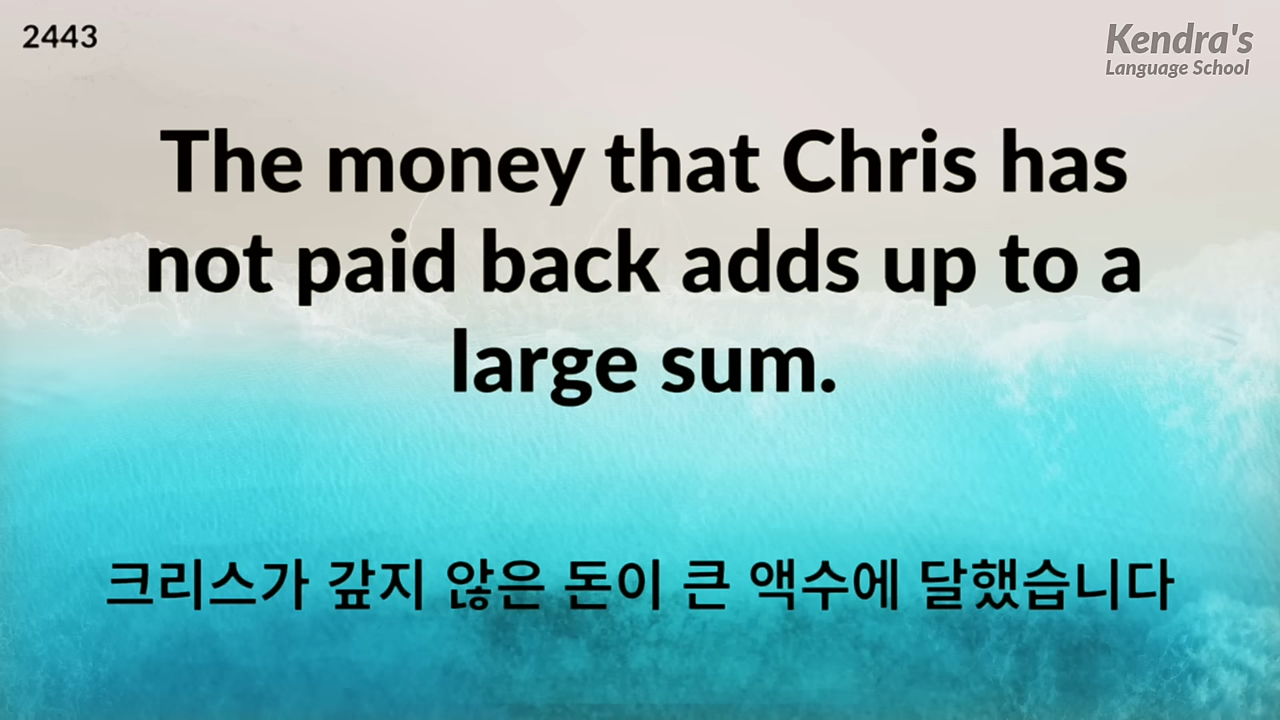 2443
Kendra's
Language School
The money that Chris has
not paid back adds up to a
large sum.
크리스가 갚지 않은 돈이 큰 액수에 달했습니다